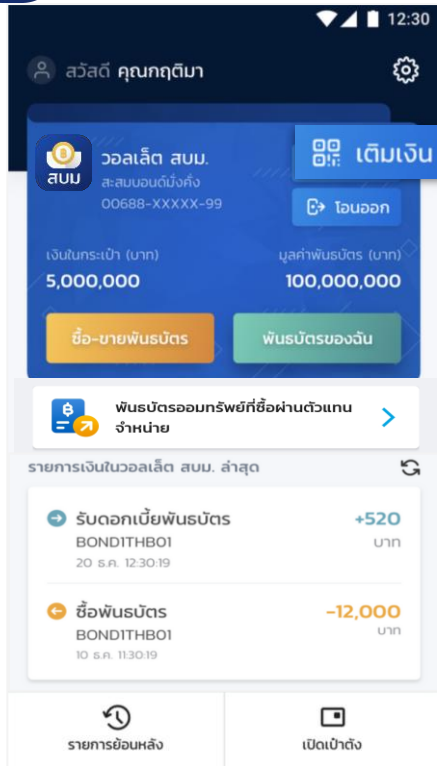 12:30
สวัสดี คุณกฤติมา
สบม
วอลเล็ต สบม.
เติมเงิน
สะสมบอนด์มั่งคั่ง
00688-XXXXX-99
โอนออก
เงินในกระเป๋า (บาท)
มูลค่าพันธบัตร (บาท)
5,000,000
100,000,000
ซื้อ-ขายพันธบัตร
พันธบัตรของฉัน
พันธบัตรออมทรัพย์ที่ซื้อผ่านตัวแทน
จำหน่าย
รายการเงินในวอลเล็ต สบม. ล่าสุด
รับดอกเบี้ยพันธบัตร
+520
BOND1THB01
บาท
20 ธ.ค. 12:30:19
ซื้อพันธบัตร
-12,000
BOND1THB01
บาท
10 ธ.ค. 11:30:19
รายการย้อนหลัง
เปิดเป๋าตัง